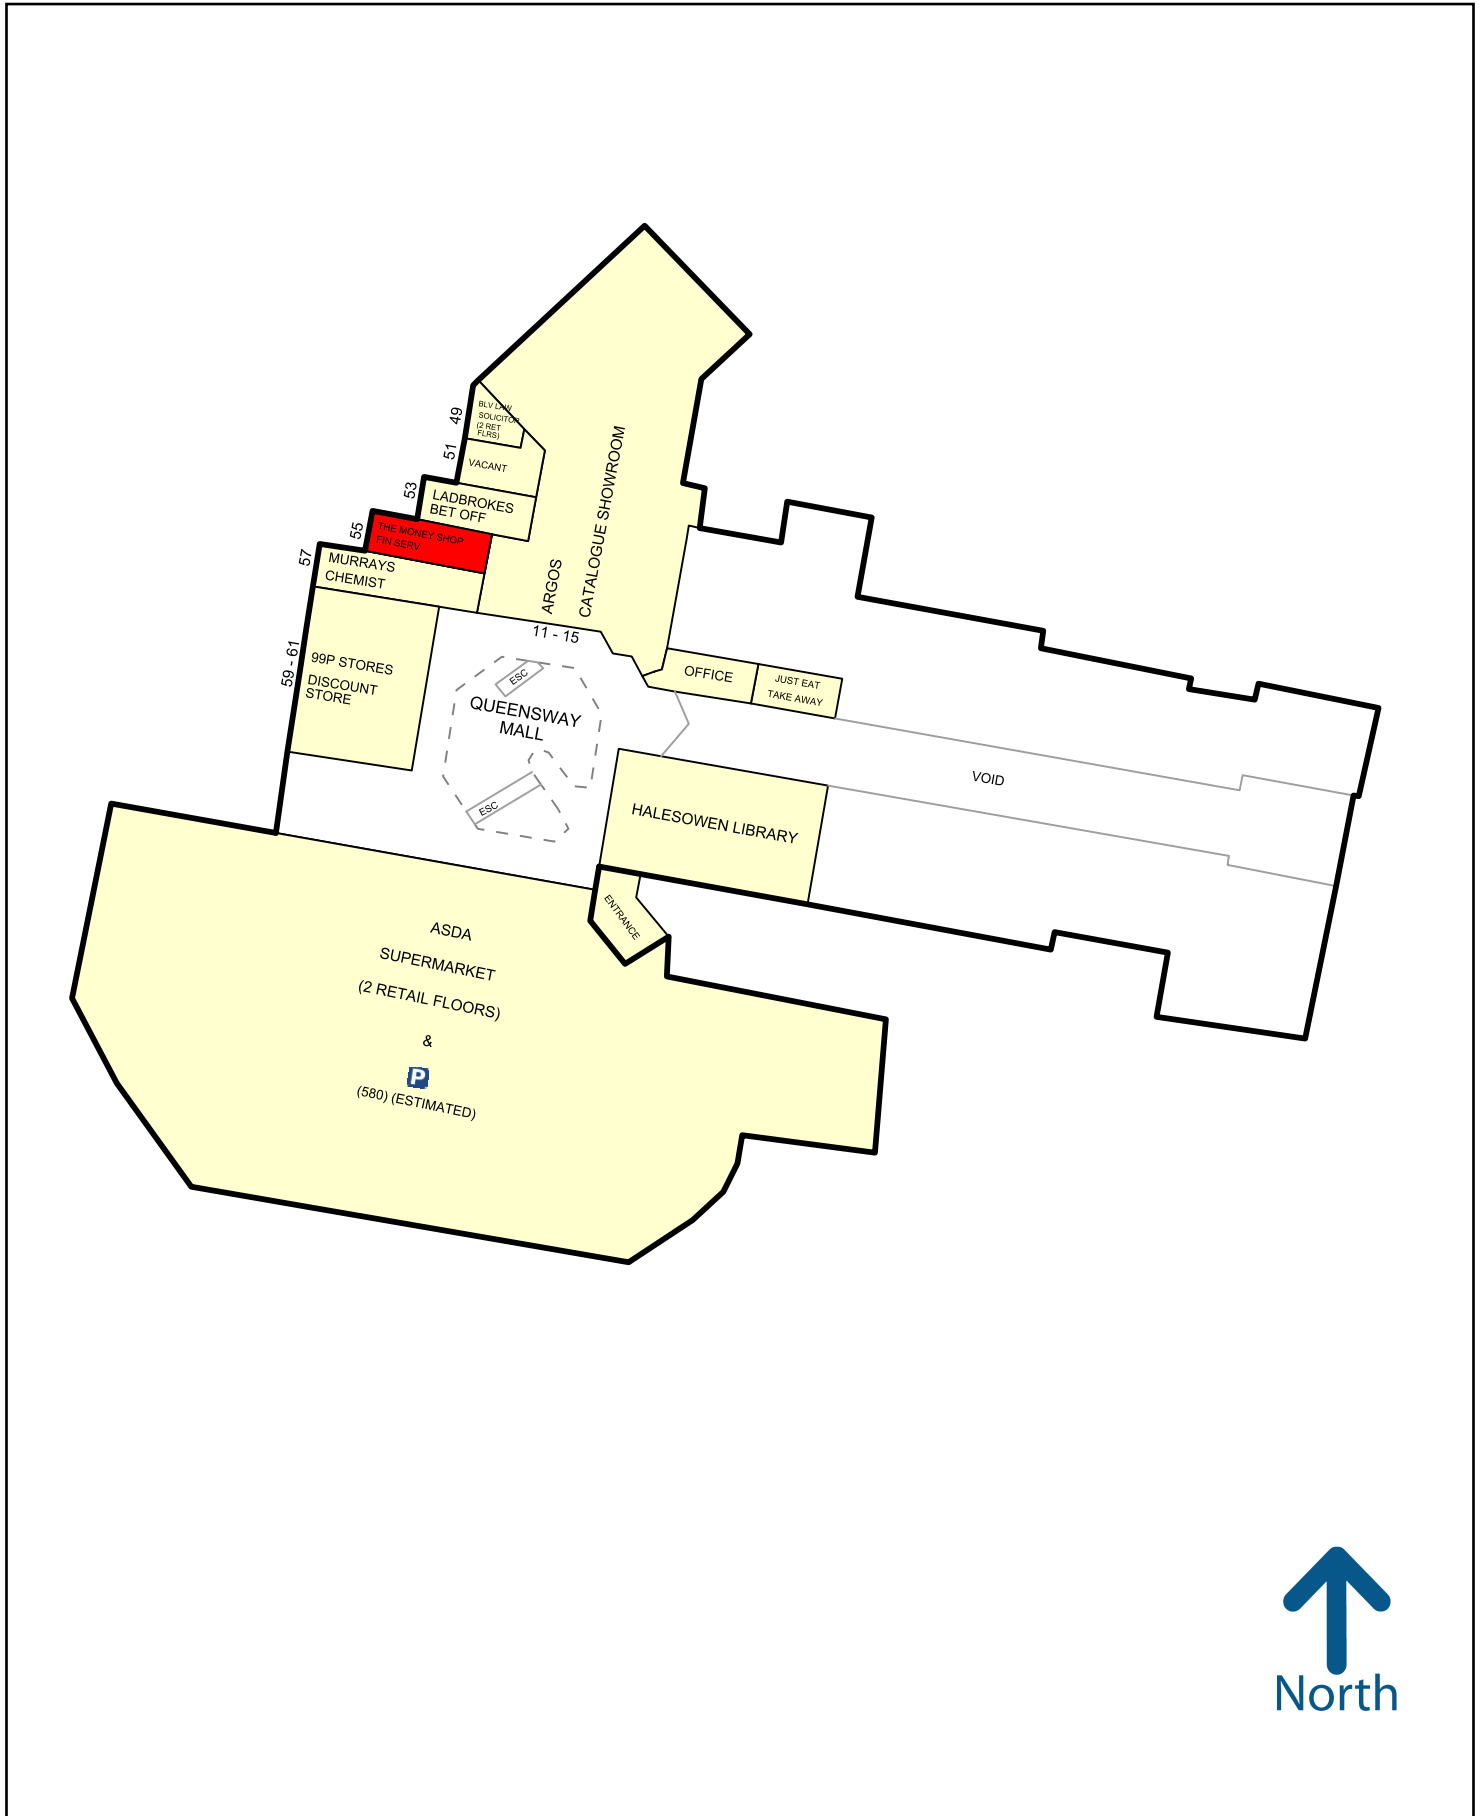 49
BLV LAW
SOLICITOR
(2 RET
FLRS)
51
VACANT
53
LADBROKES
BET OFF
55
THE MONEY SHOP
FIN SERV
57
MURRAYS
CHEMIST
ARGOS
CATALOGUE SHOWROOM
11 - 15
59 - 61
99P STORES
DISCOUNT
STORE
ESC
QUEENSWAY
MALL
ESC
OFFICE
JUST EAT
TAKE AWAY
VOID
HALESOWEN LIBRARY
ENTRANCE
ASDA
SUPERMARKET
(2 RETAIL FLOORS)
&
P
(580) (ESTIMATED)
North